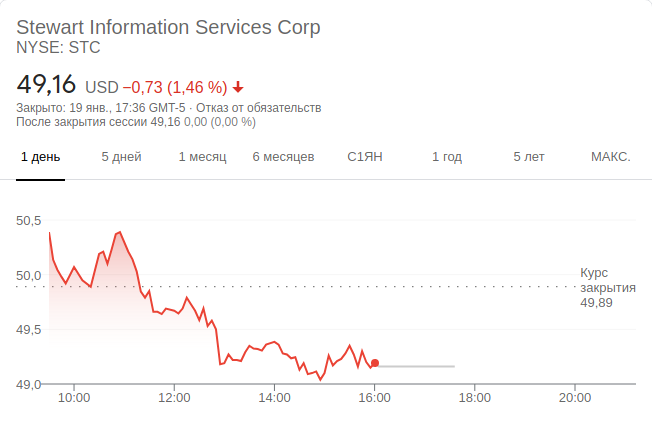 Stewart Information Services Corp
NYSE: STC
49,16 USD −0,73 (1,46 %)
Закрыто: 19 янв., 17:36 GMT-5 · Отказ от обязательств
После закрытия сессии 49,16 0,00 (0,00 %)
1 день 5 дней 1 месяц 6 месяцев С1ЯН 1 год 5 лет МАКС.
50,5
50,0
49,5
49,0
Курс
закрытия
49,89
10:00 12:00 14:00 16:00 18:00 20:00